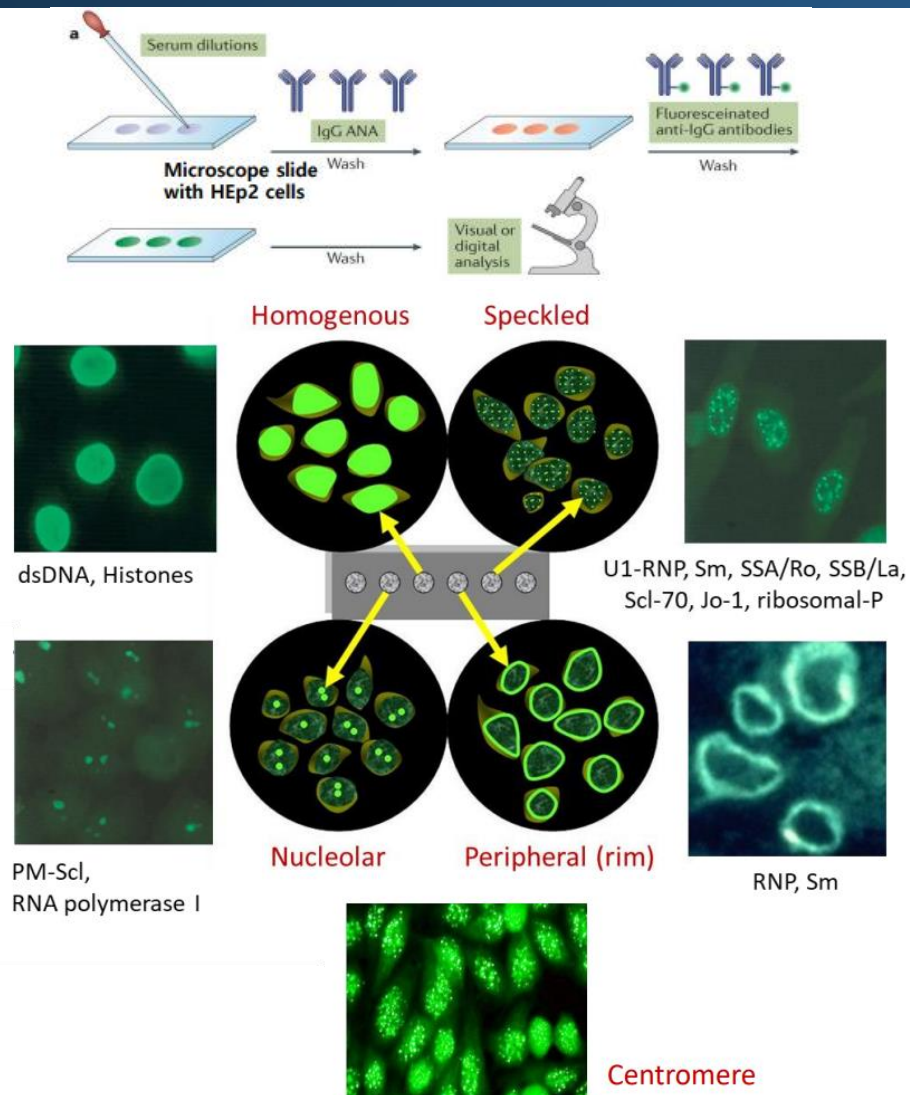 a
Serum dilutions
IgG ANA
Wash
Fluoresceinated
anti-IgG antibodies
Wash
Microscope slide
with HEp2 cells
Wash
Visual or
digital
analysis
Homogenous
Speckled
dsDNA, Histones
U1-RNP, Sm, SSA/Ro, SSB/La,
Scl-70, Jo-1, ribosomal-P
Nucleolar
Peripheral (rim)
PM-Scl,
RNA polymerase I
RNP, Sm
Centromere